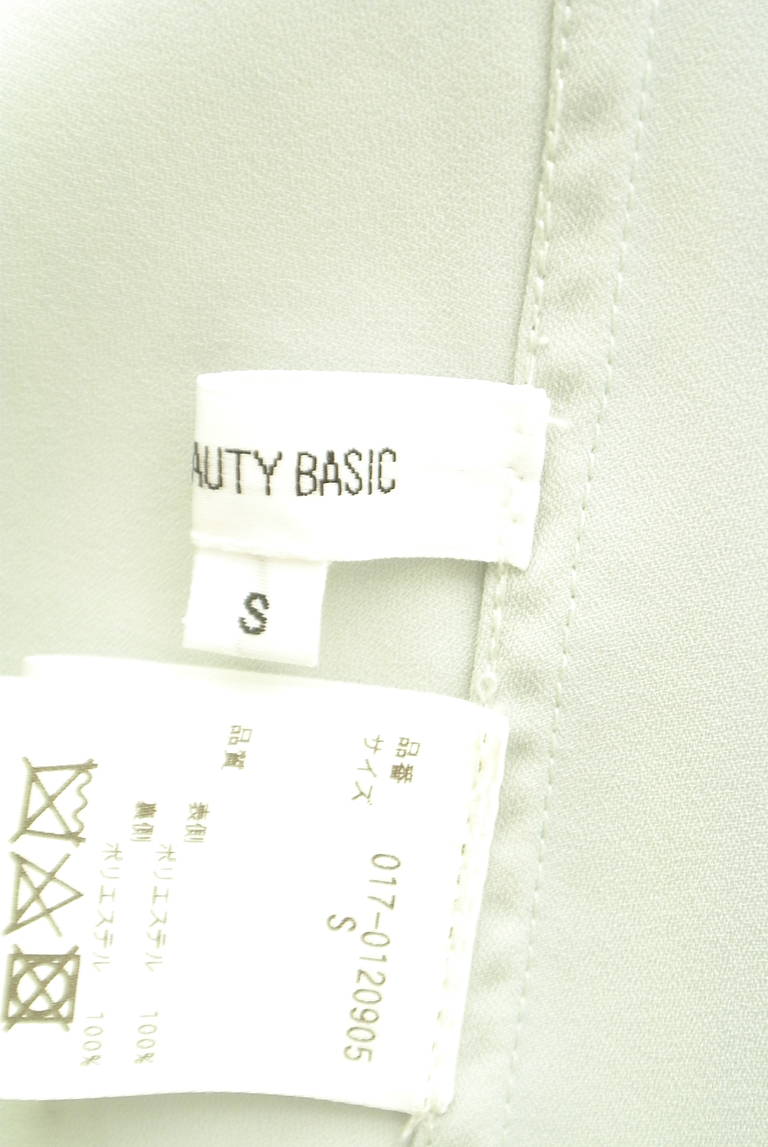 AUTY BASIC
S
品番 017-0120905
サイズ S
品質
表側 ポリエステル 100%
裏側 ポリエステル 100%